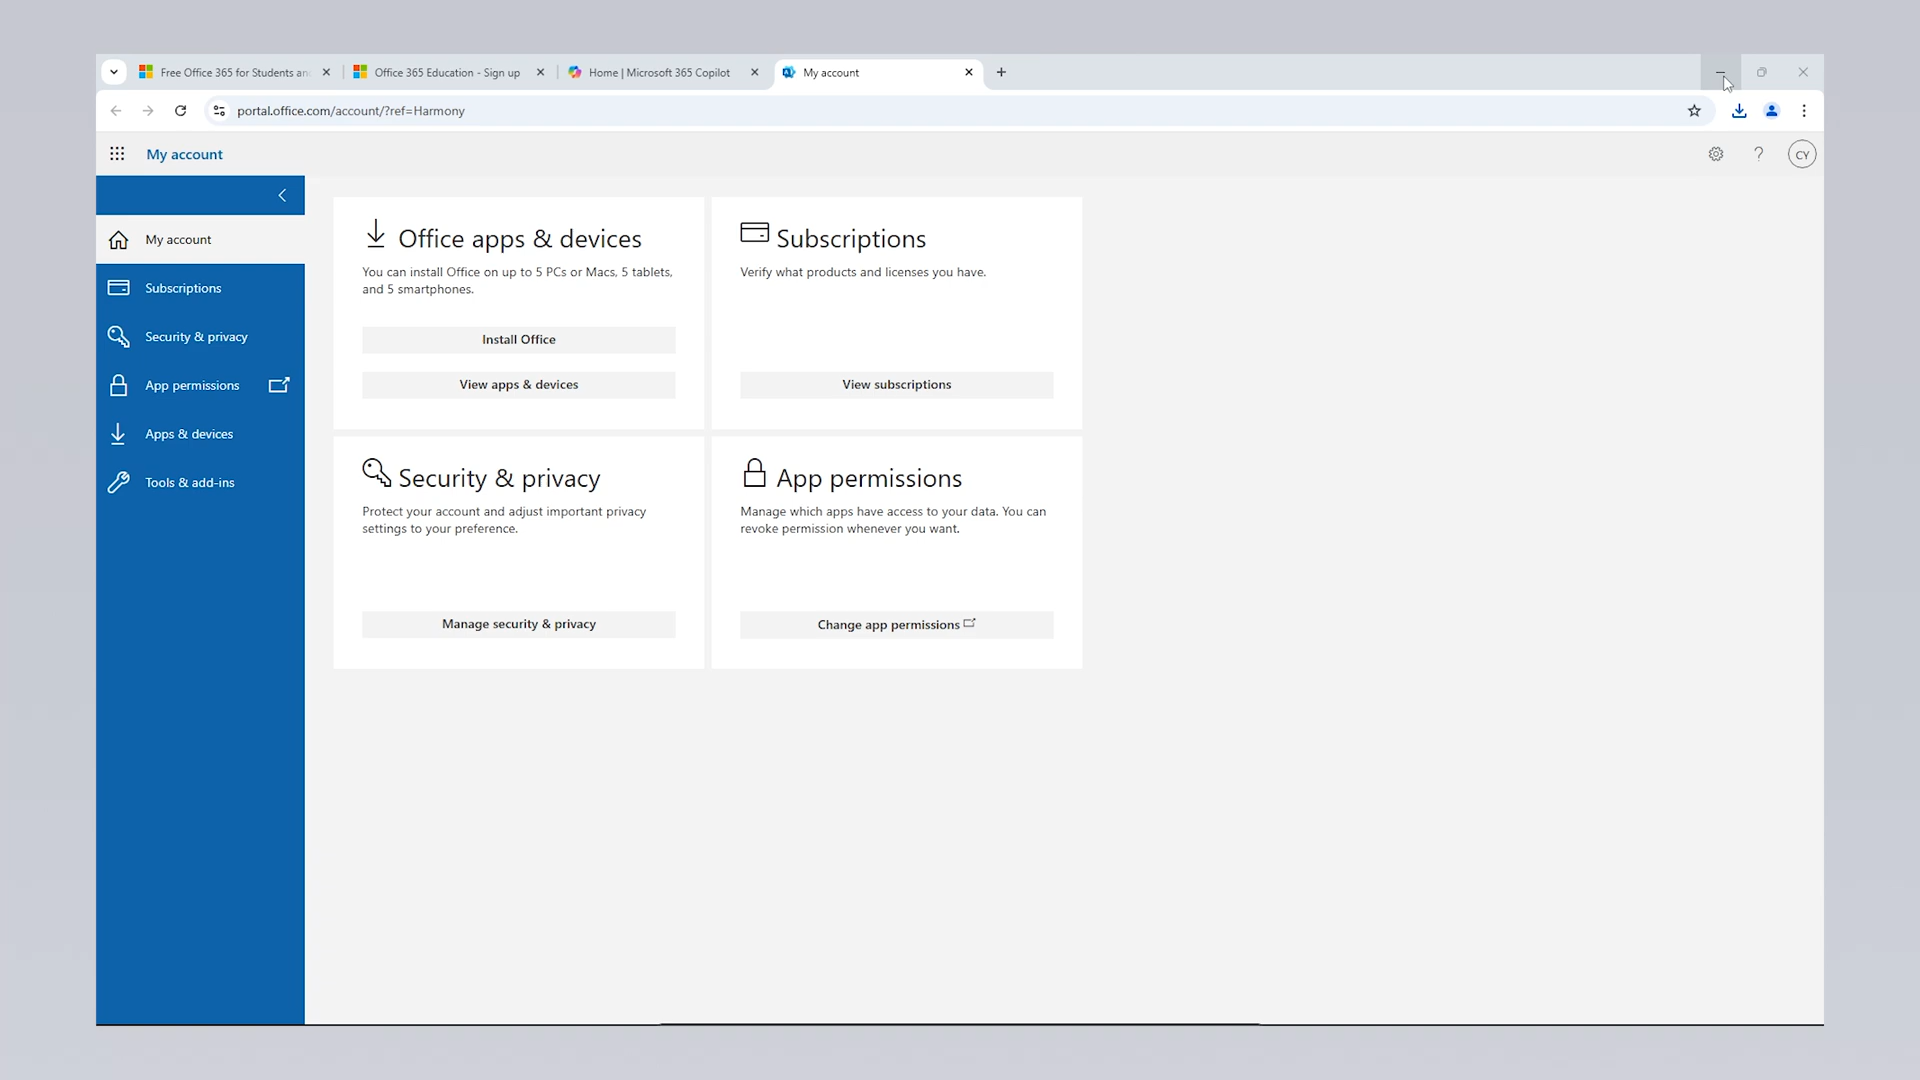 Free Office 365 for Students an
Office 365 Education - Sign up
Home | Microsoft 365 Copilot
My account
portal.office.com/account/?ref=Harmony
My account
?
CY
My account
Subscriptions
Security & privacy
App permissions
Apps & devices
Tools & add-ins
Office apps & devices
You can install Office on up to 5 PCs or Macs, 5 tablets,
and 5 smartphones.
Install Office
View apps & devices
Subscriptions
Verify what products and licenses you have.
View subscriptions
Security & privacy
Protect your account and adjust important privacy
settings to your preference.
Manage security & privacy
App permissions
Manage which apps have access to your data. You can
revoke permission whenever you want.
Change app permissions